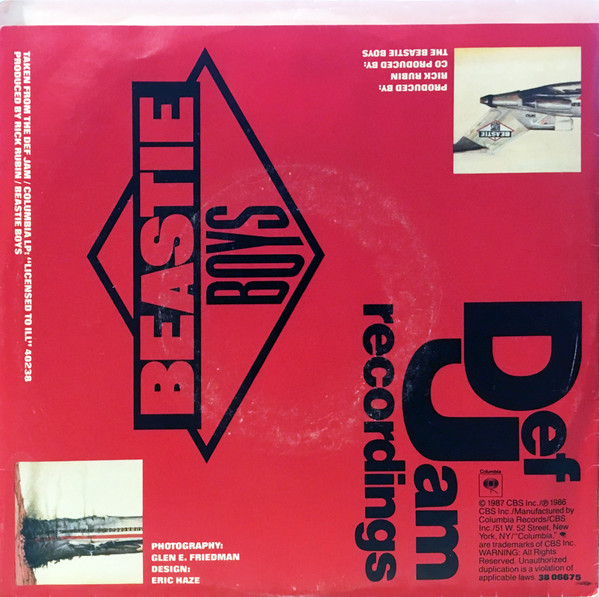 TAKEN FROM THE DEF JAM / COLUMBIA LP: "LICENSED TO ILL" 40238
PRODUCED BY RICK RUBIN / BEASTIE BOYS
BEASTIE
BOYS
PRODUCED BY:
RICK RUBIN
CO PRODUCED BY:
THE BEASTIE BOYS
BEASTIE
Def
Jam
recordings
PHOTOGRAPHY:
GLEN E. FRIEDMAN
DESIGN:
ERIC HAZE
Columbia
© 1987 CBS Inc./℗ 1986
CBS Inc./Manufactured by
Columbia Records/CBS
Inc./51 W. 52 Street, New
York, NY/"Columbia,"
are trademarks of CBS Inc.
WARNING: All Rights
Reserved. Unauthorized
duplication is a violation of
applicable laws. 38 06675